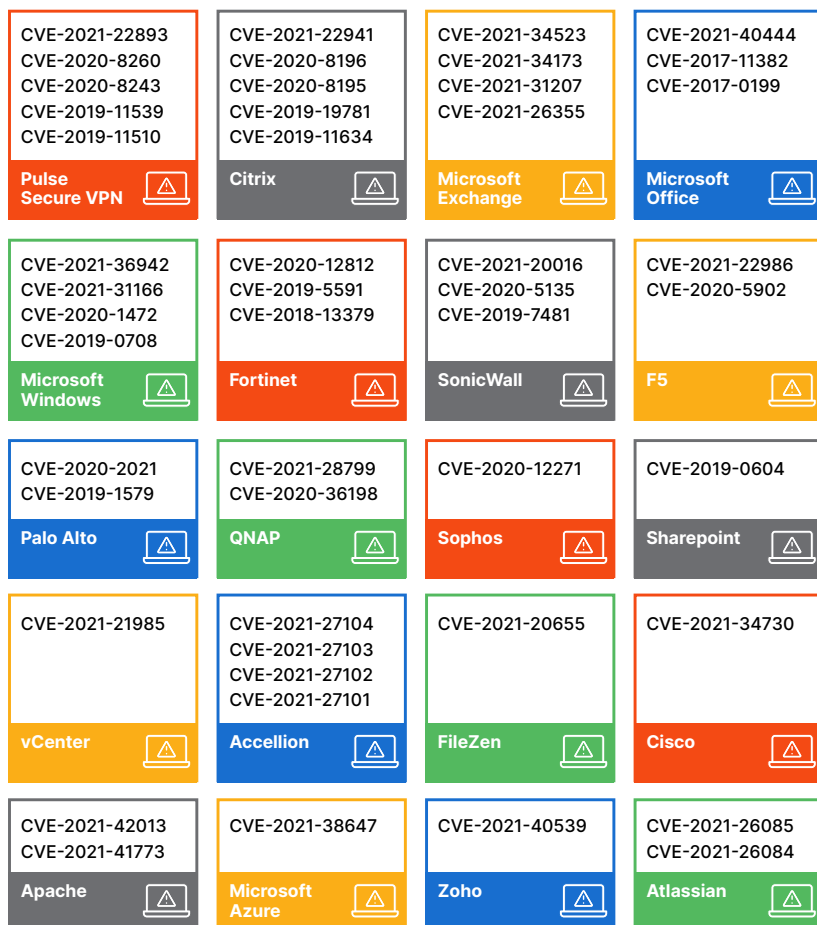 CVE-2021-22893
CVE-2020-8260
CVE-2020-8243
CVE-2019-11539
CVE-2019-11510
Pulse
Secure VPN
CVE-2021-22941
CVE-2020-8196
CVE-2020-8195
CVE-2019-19781
CVE-2019-11634
Citrix
CVE-2021-34523
CVE-2021-34173
CVE-2021-31207
CVE-2021-26355
Microsoft
Exchange
CVE-2021-40444
CVE-2017-11382
CVE-2017-0199
Microsoft
Office
CVE-2021-36942
CVE-2021-31166
CVE-2020-1472
CVE-2019-0708
Microsoft
Windows
CVE-2020-12812
CVE-2019-5591
CVE-2018-13379
Fortinet
CVE-2021-20016
CVE-2020-5135
CVE-2019-7481
SonicWall
CVE-2021-22986
CVE-2020-5902
F5
CVE-2020-2021
CVE-2019-1579
Palo Alto
CVE-2021-28799
CVE-2020-36198
QNAP
CVE-2020-12271
Sophos
CVE-2019-0604
Sharepoint
CVE-2021-21985
vCenter
CVE-2021-27104
CVE-2021-27103
CVE-2021-27102
CVE-2021-27101
Accellion
CVE-2021-20655
FileZen
CVE-2021-34730
Cisco
CVE-2021-42013
CVE-2021-41773
Apache
CVE-2021-38647
Microsoft
Azure
CVE-2021-40539
Zoho
CVE-2021-26085
CVE-2021-26084
Atlassian